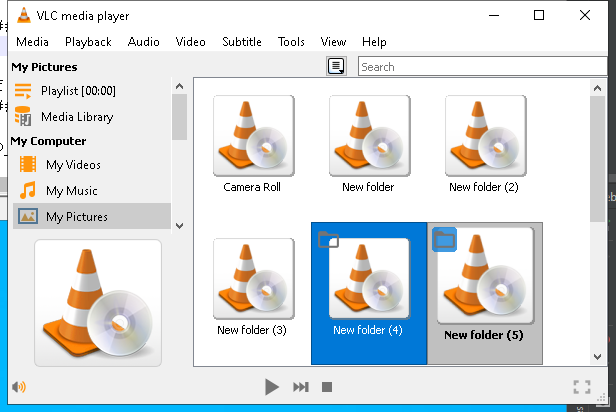 VLC media player
Media Playback Audio Video Subtitle Tools View Help
My Pictures
Search
Playlist [00:00]
Media Library
My Computer
My Videos
My Music
My Pictures
Camera Roll New folder New folder (2)
New folder (3) New folder (4) New folder (5)